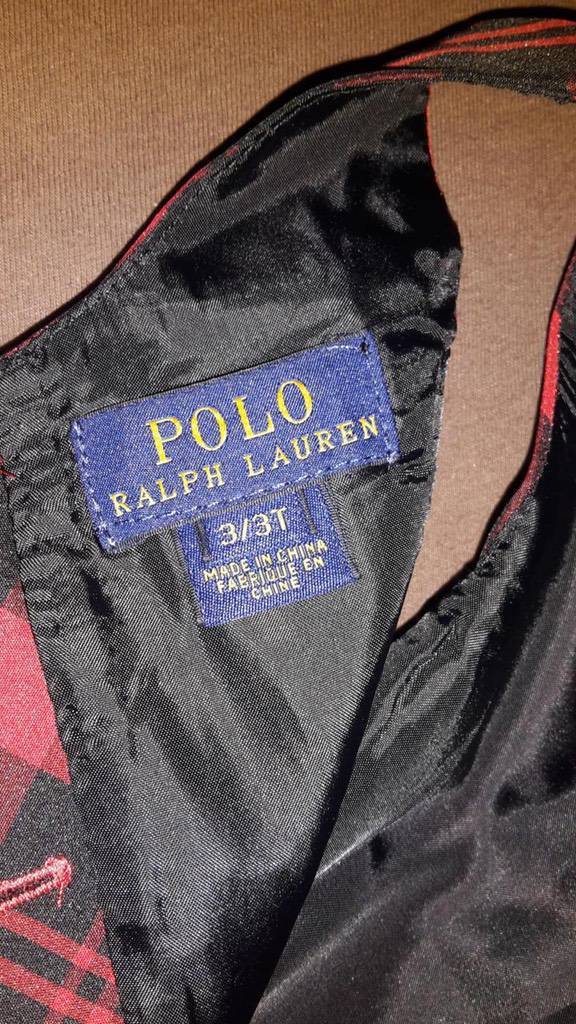 POLO
RALPH LAUREN
3/3T
MADE IN CHINA
FABRIQUE EN
CHINE